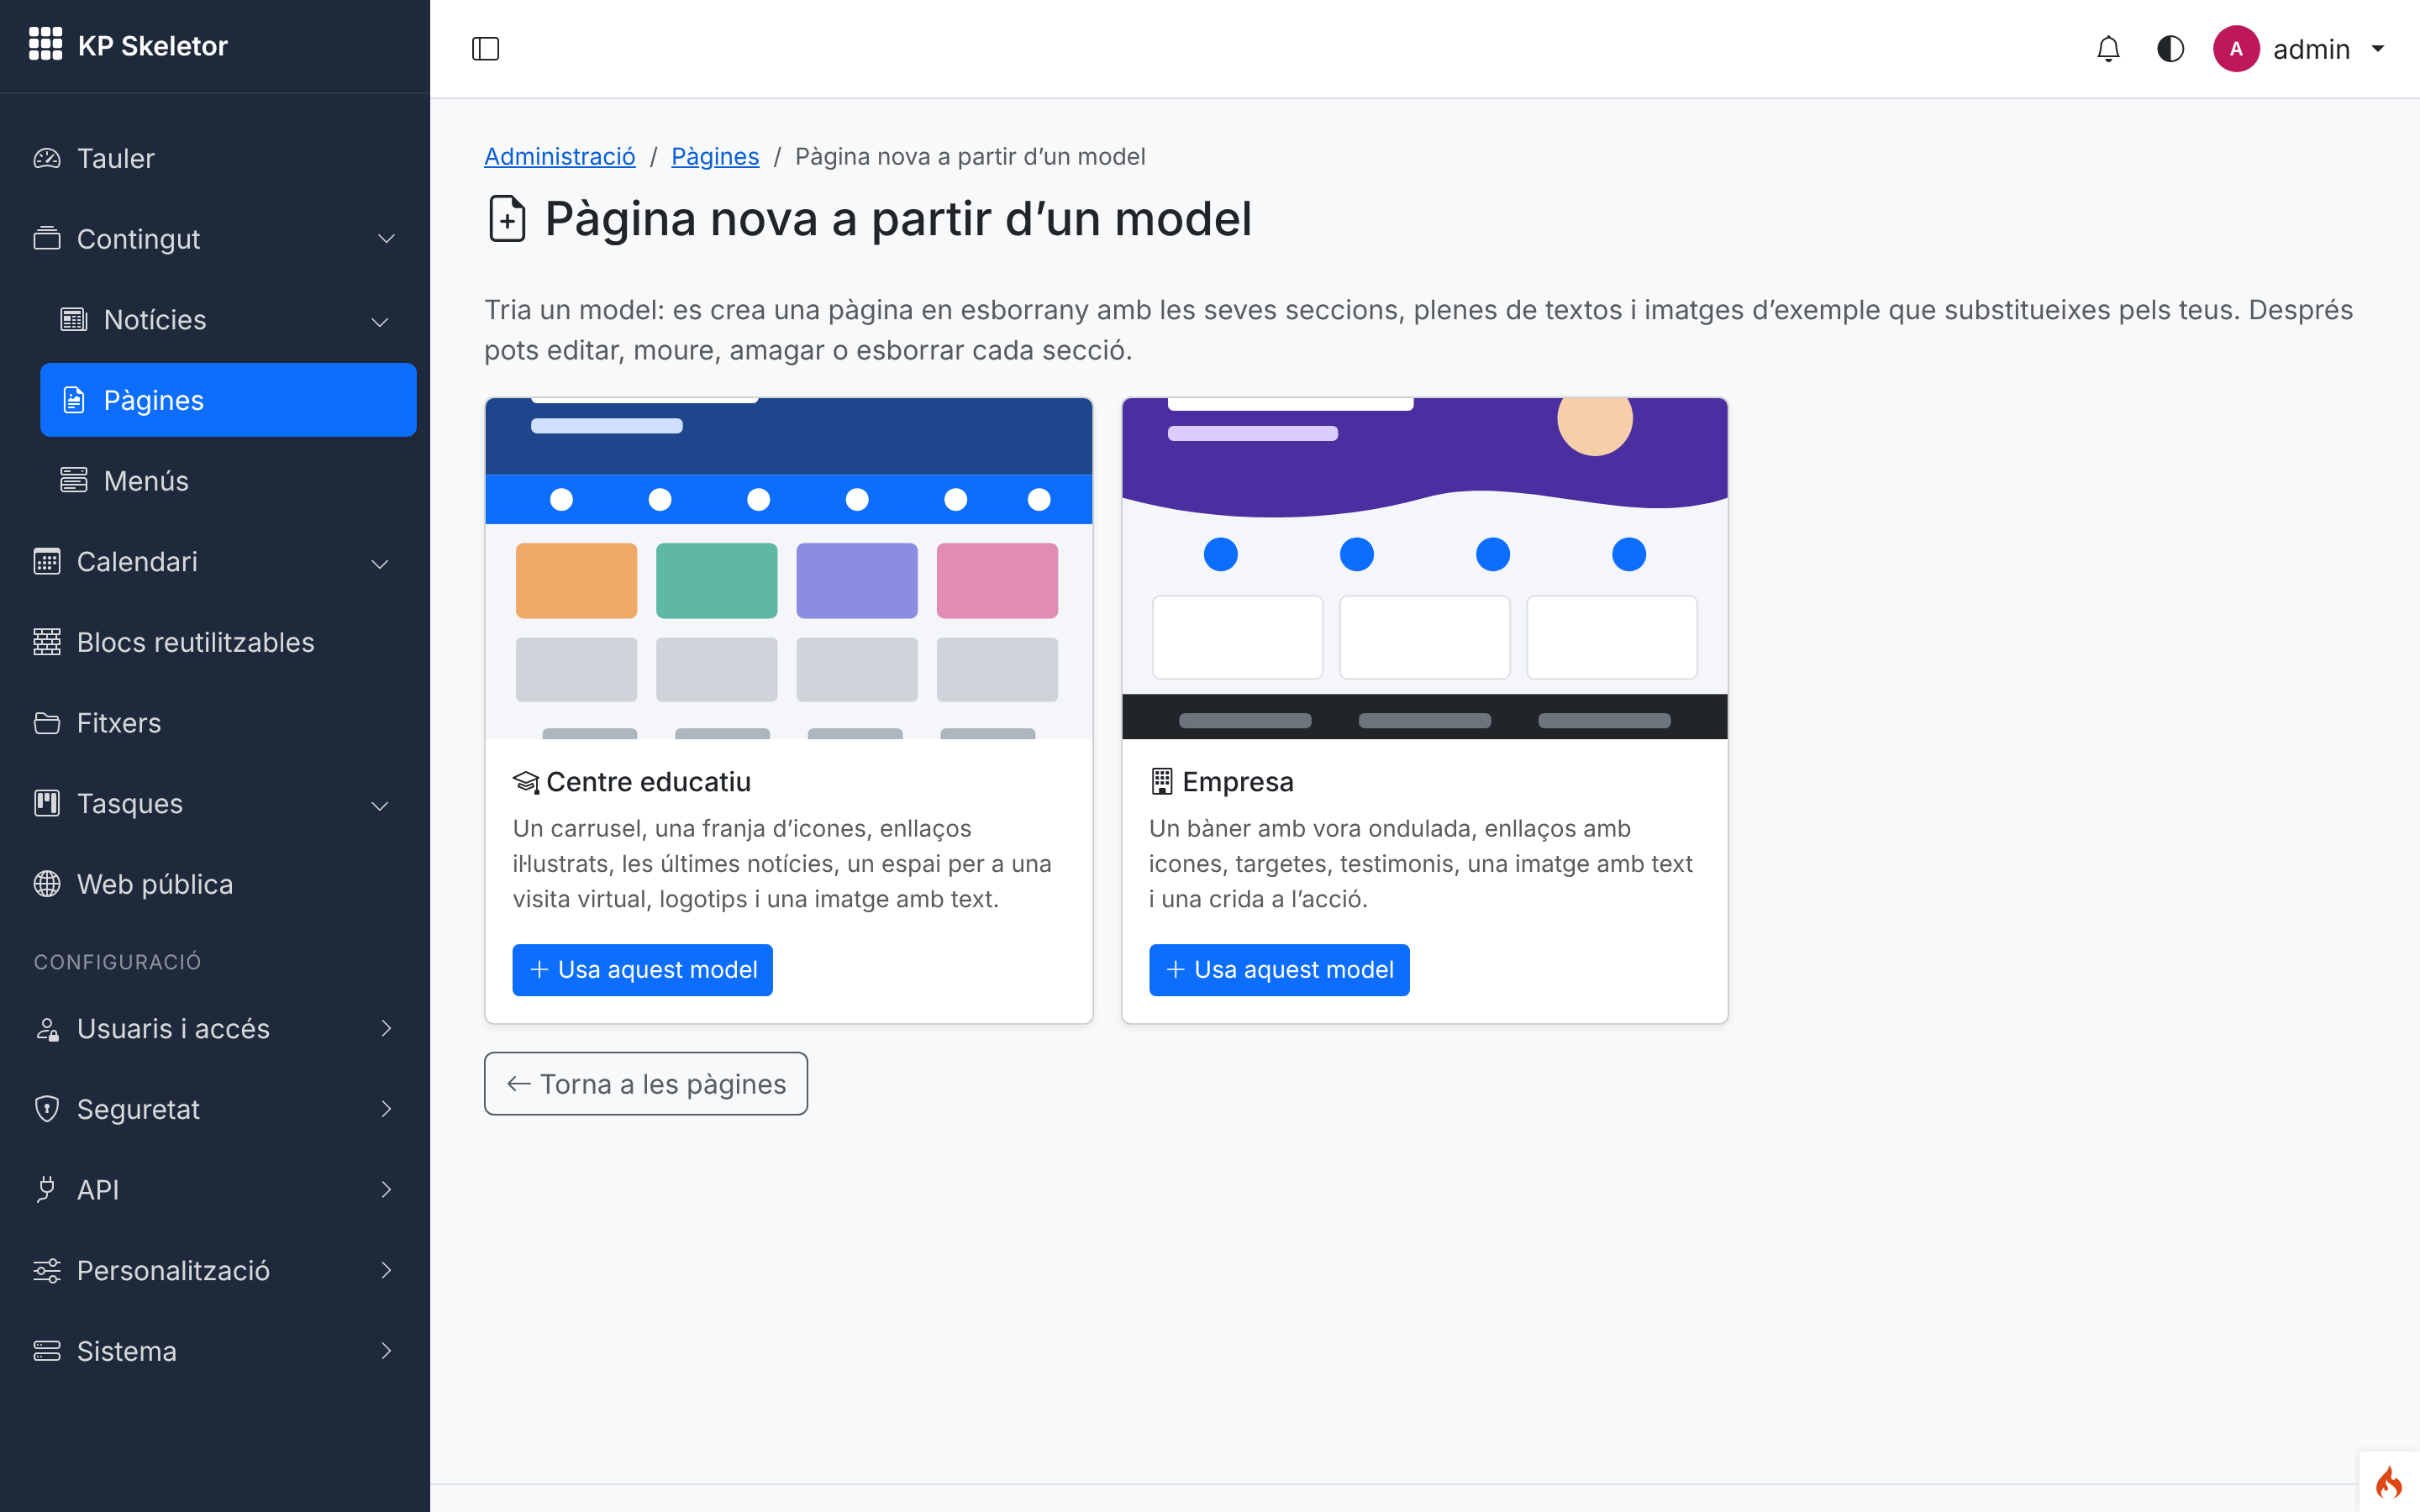 KP Skeletor
A
admin
Tauler
Contingut
Notícies
Pàgines
Menús
Calendari
Blocs reutilitzables
Fitxers
Tasques
Web pública
CONFIGURACIÓ
Usuaris i accés
Seguretat
API
Personalització
Sistema
Administració / Pàgines / Pàgina nova a partir d’un model
Pàgina nova a partir d’un model
Tria un model: es crea una pàgina en esborrany amb les seves seccions, plenes de textos i imatges d’exemple que substitueixes pels teus. Després
pots editar, moure, amagar o esborrar cada secció.
Centre educatiu
Un carrusel, una franja d’icones, enllaços
il·lustrats, les últimes notícies, un espai per a una
visita virtual, logotips i una imatge amb text.
Usa aquest model
Empresa
Un bàner amb vora ondulada, enllaços amb
icones, targetes, testimonis, una imatge amb text
i una crida a l’acció.
Usa aquest model
Torna a les pàgines